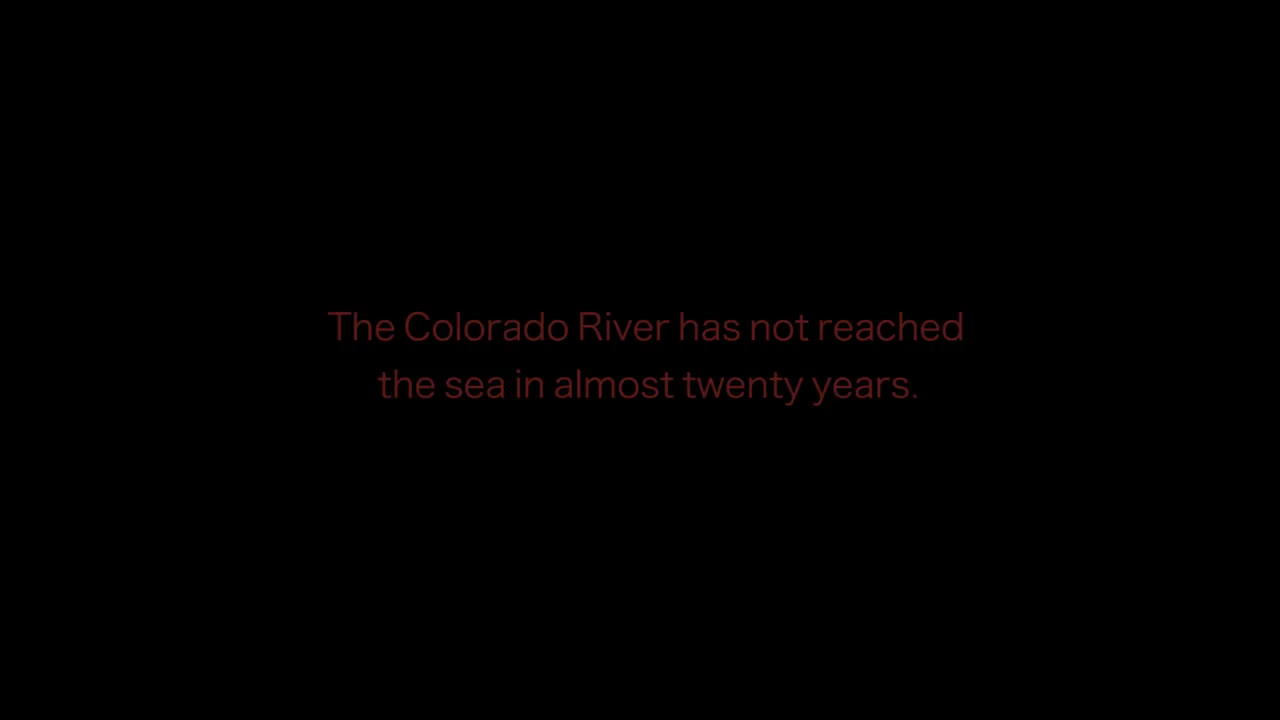 The Colorado River has not reached
the sea in almost twenty years.